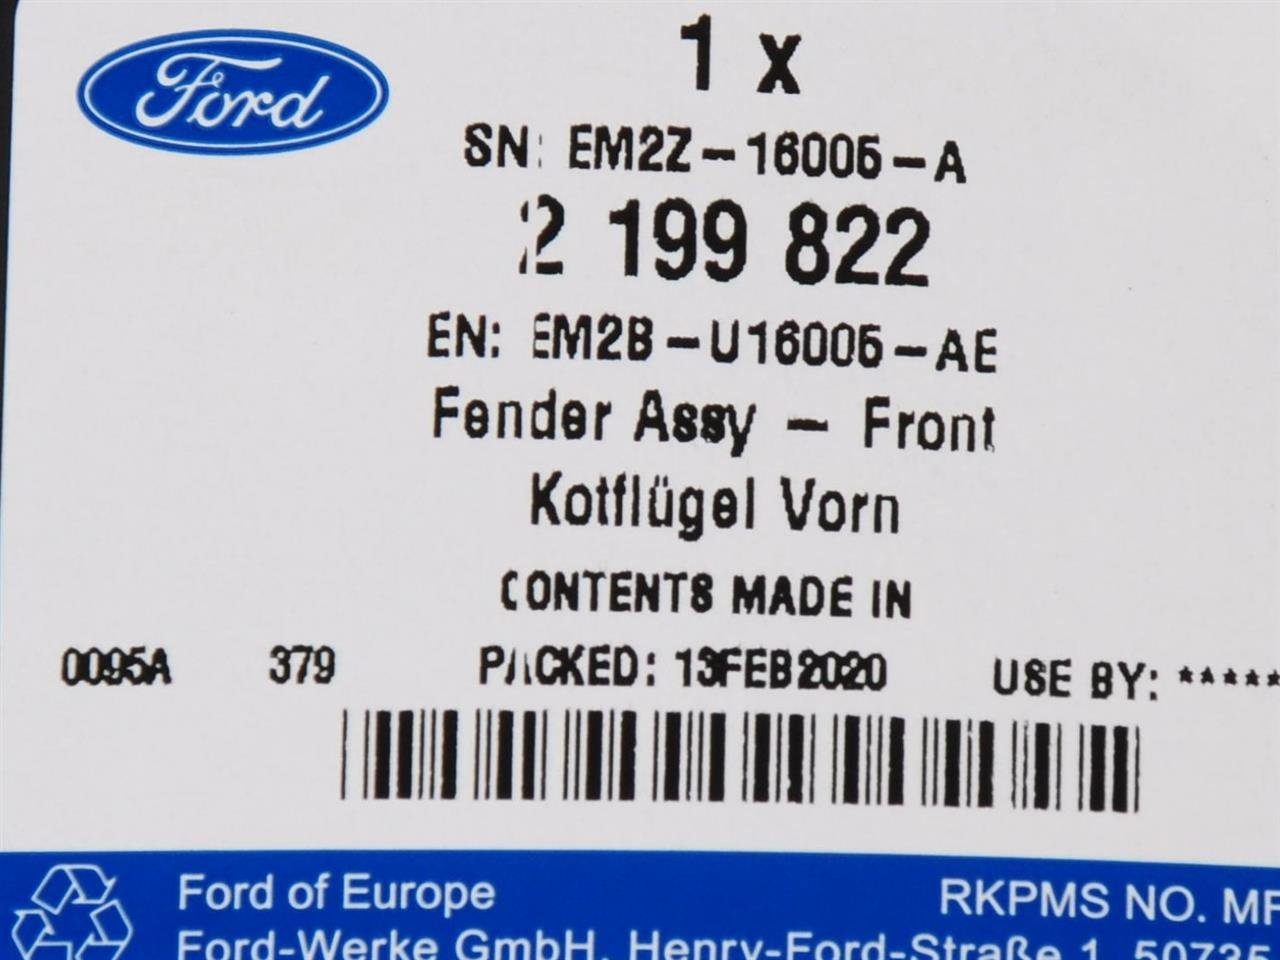 Ford
1 x
SN: EM2Z-16005-A
2 199 822
EN: EM2B-U16005-AE
Fender Assy - Front
Kotflügel Vorn
CONTENTS MADE IN
0095A 379 PACKED: 13FEB2020 USE BY: *****
Ford of Europe RKPMS NO. MF
Ford-Werke GmbH, Henry-Ford-Straße 1, 50735